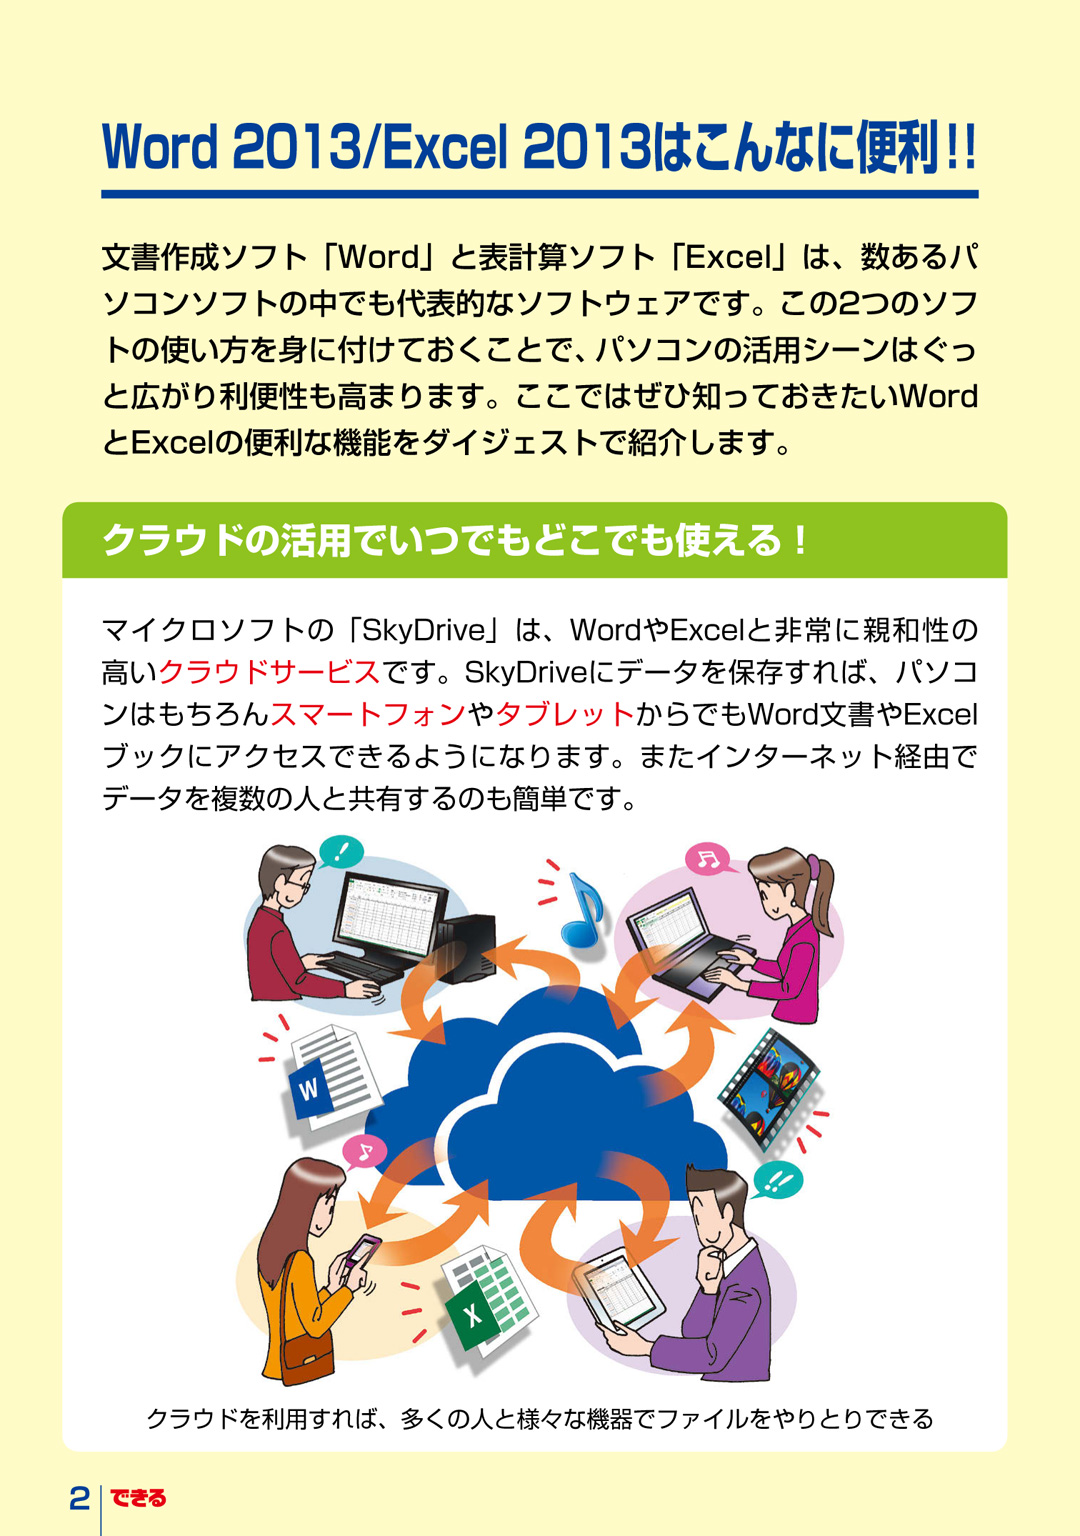 Word 2013/Excel 2013はこんなに便利!!
文書作成ソフト「Word」と表計算ソフト「Excel」は、数あるパ
ソコンソフトの中でも代表的なソフトウェアです。この2つのソフ
トの使い方を身に付けておくことで、パソコンの活用シーンはぐっ
と広がり利便性も高まります。ここではぜひ知っておきたいWord
とExcelの便利な機能をダイジェストで紹介します。
クラウドの活用でいつでもどこでも使える！
マイクロソフトの「SkyDrive」は、WordやExcelと非常に親和性の
高いクラウドサービスです。SkyDriveにデータを保存すれば、パソコ
ンはもちろんスマートフォンやタブレットからでもWord文書やExcel
ブックにアクセスできるようになります。またインターネット経由で
データを複数の人と共有するのも簡単です。
!
W
!!
X
クラウドを利用すれば、多くの人と様々な機器でファイルをやりとりできる
2 できる